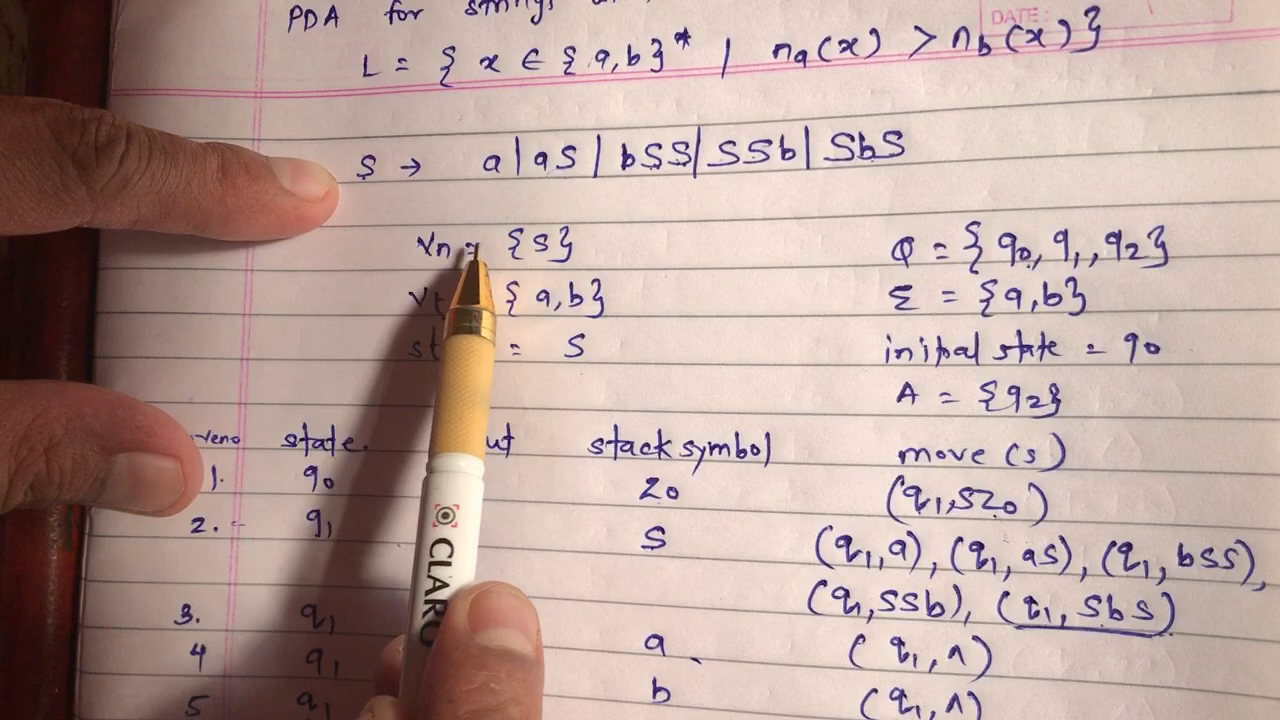 PDA for strings
DATE:
L = { x ∈ {a,b}* | na(x) > nb(x)}
S → a|aS|bSS|SSb|SbS
Vn = {S}
Q = {q0, q1, q2}
{a,b}
Σ = {a,b}
= S
initial state = q0
A = {q2}
state. stack symbol move (s)
1. q0 Z0 (q1,SZ0)
2. q1 S (q1,a), (q1,aS), (q1,bSS),
(q1,SSb), (q1,SbS)
3. q1
4 q1 a (q1,Λ)
5 q1 b (q1,Λ)
CLARO